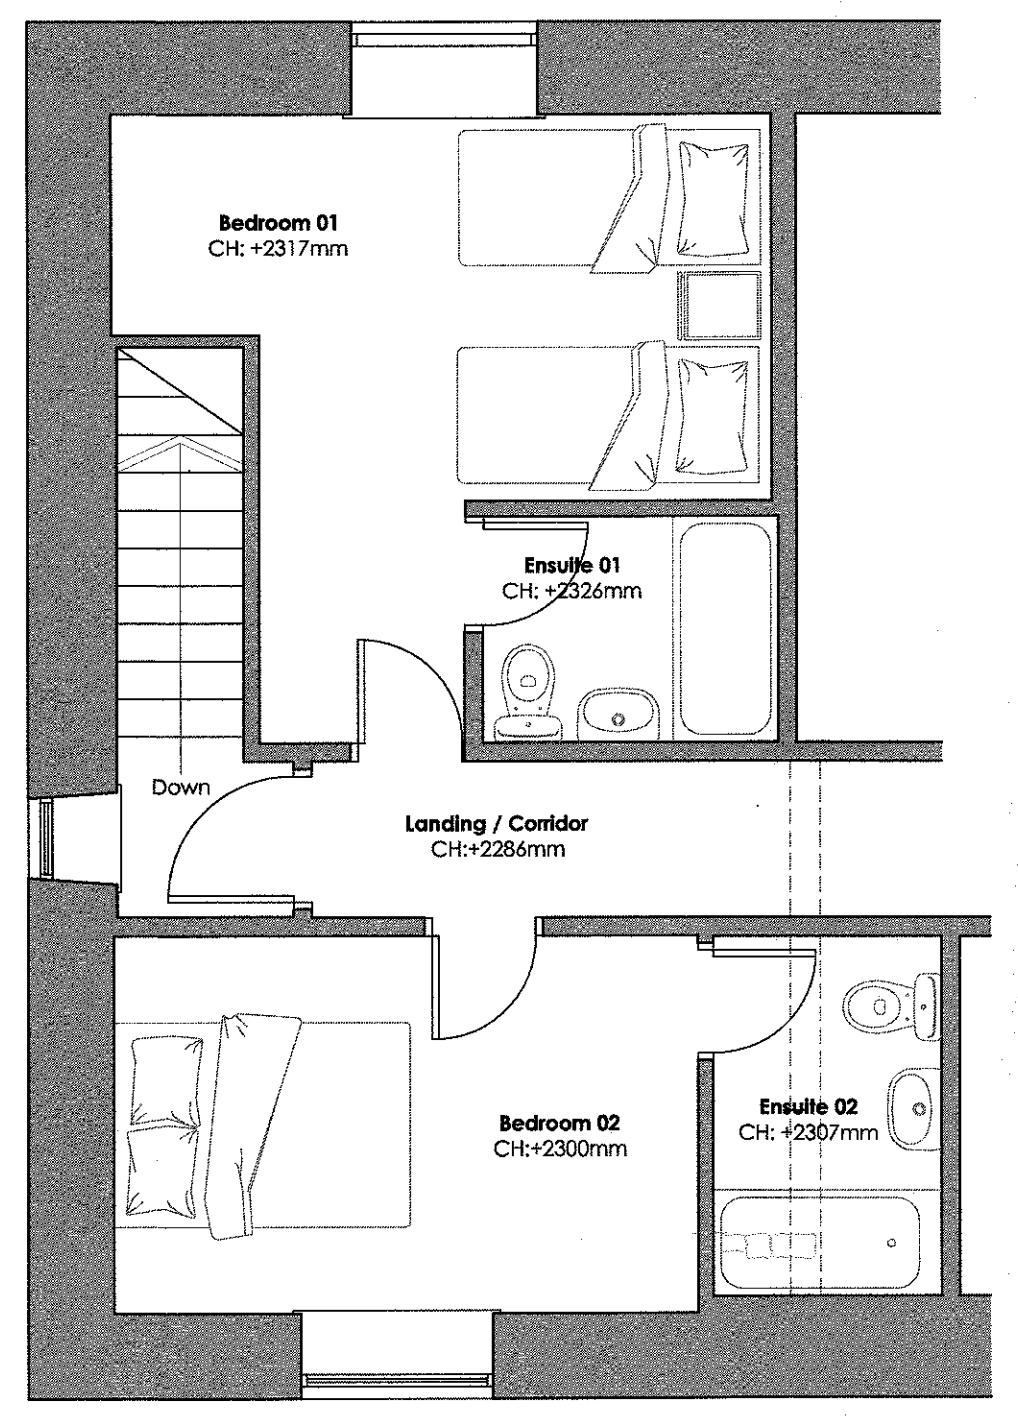 Bedroom 01
CH: +2317mm
Ensuite 01
CH: +2326mm
Down
Landing / Corridor
CH:+2286mm
Ensuite 02
CH: +2307mm
Bedroom 02
CH:+2300mm